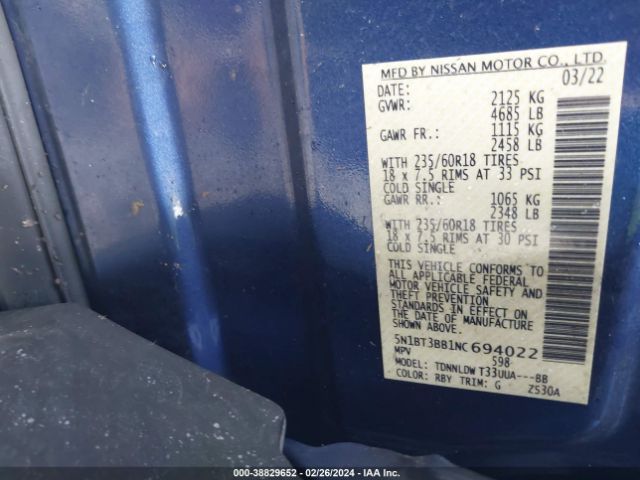 MFD BY NISSAN MOTOR CO., LTD.
DATE: 03/22
GVWR: 2125 KG
4685 LB
GAWR FR.: 1115 KG
2458 LB
WITH 235/60R18 TIRES
18 x 7.5 RIMS AT 33 PSI
COLD SINGLE
GAWR RR.: 1065 KG
2348 LB
WITH 235/60R18 TIRES
18 x 7.5 RIMS AT 30 PSI
COLD SINGLE
THIS VEHICLE CONFORMS TO
ALL APPLICABLE FEDERAL
MOTOR VEHICLE SAFETY AND
THEFT PREVENTION
STANDARDS IN EFFECT ON
THE DATE OF MANUFACTURE
SHOWN ABOVE.
5N1BT3BB1NC694022
MPV 598
MODEL: TDNNLDW T33UUA---BB
COLOR: RBY TRIM: G Z530A
000-38829652 - 02/26/2024 - IAA Inc.